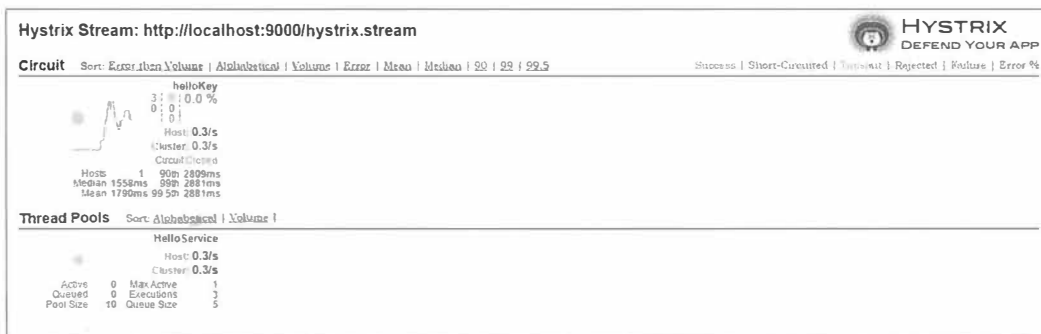 Hystrix Stream: http://localhost:9000/hystrix.stream
HYSTRIX
DEFEND YOUR APP
Circuit Sort: Error then Volume | Alphabetical | Volume | Error | Mean | Median | 90 | 99 | 99.5
Success | Short-Circuited | Timeout | Rejected | Failure | Error %
helloKey
3 0.0 %
0 0
0
Host: 0.3/s
Cluster: 0.3/s
Circuit Closed
Hosts 1 90th 2809ms
Median 1558ms 99th 2881ms
Mean 1790ms 99.5th 2881ms
Thread Pools Sort: Alphabetical | Volume |
HelloService
Host: 0.3/s
Cluster: 0.3/s
Active 0 Max Active 1
Queued 0 Executions 3
Pool Size 10 Queue Size 5